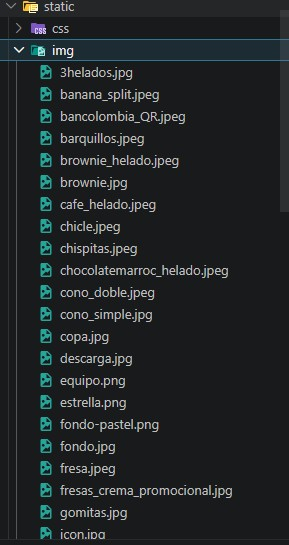 static
css
img
3helados.jpg
banana_split.jpeg
bancolombia_QR.jpeg
barquillos.jpeg
brownie_helado.jpeg
brownie.jpg
cafe_helado.jpeg
chicle.jpeg
chispitas.jpeg
chocolatemarroc_helado.jpeg
cono_doble.jpeg
cono_simple.jpg
copa.jpg
descarga.jpg
equipo.png
estrella.png
fondo-pastel.png
fondo.jpg
fresa.jpeg
fresas_crema_promocional.jpg
gomitas.jpg
icon.jpg